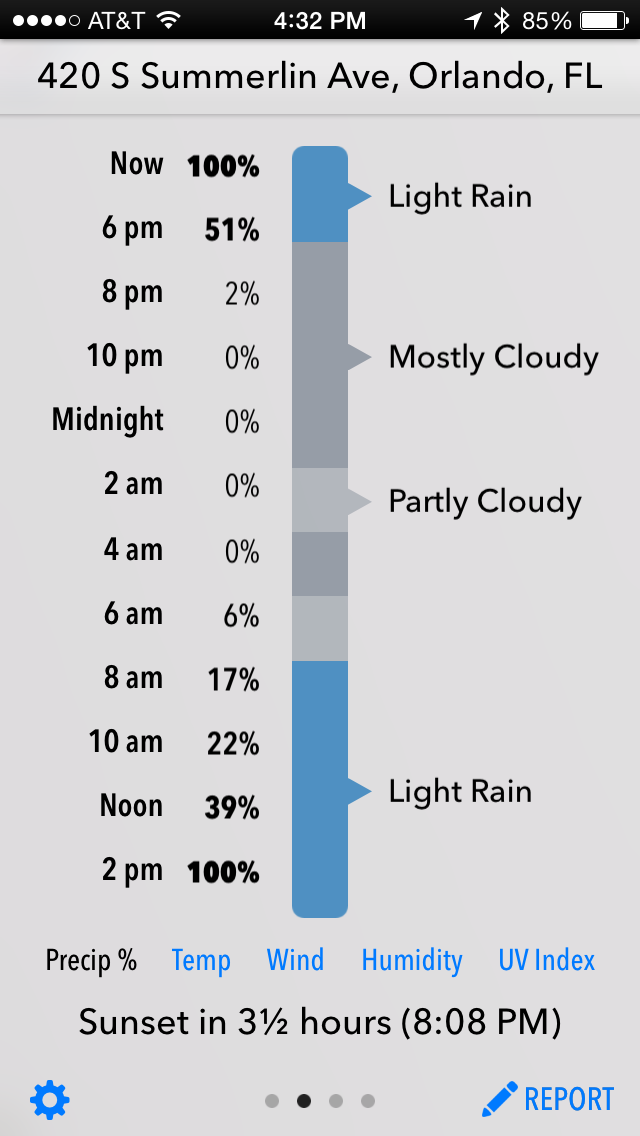 AT&T 4:32 PM 85%
420 S Summerlin Ave, Orlando, FL
Now 100%
Light Rain
6 pm 51%
8 pm 2%
10 pm 0% Mostly Cloudy
Midnight 0%
2 am 0% Partly Cloudy
4 am 0%
6 am 6%
8 am 17%
10 am 22%
Noon 39% Light Rain
2 pm 100%
Precip % Temp Wind Humidity UV Index
Sunset in 3½ hours (8:08 PM)
REPORT